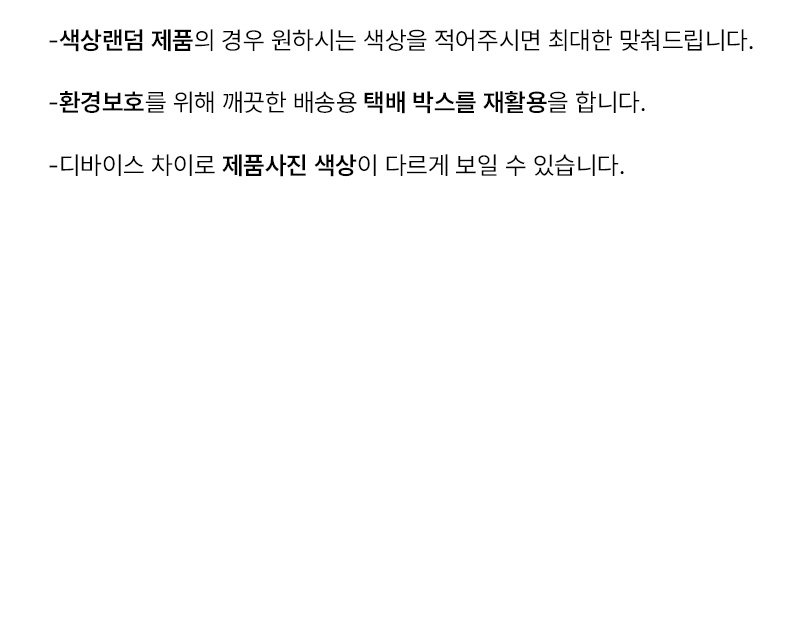 -색상랜덤 제품의 경우 원하시는 색상을 적어주시면 최대한 맞춰드립니다.
-환경보호를 위해 깨끗한 배송용 택배 박스를 재활용을 합니다.
-디바이스 차이로 제품사진 색상이 다르게 보일 수 있습니다.